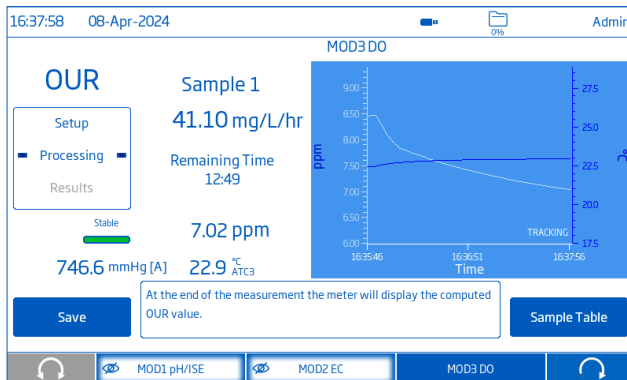 16:37:58 08-Apr-2024 0% Admin
MOD3 DO
OUR
Sample 1
41.10 mg/L/hr
Setup
Processing
Results
Remaining Time
12:49
Stable
7.02 ppm
746.6 mmHg [A] 22.9 °C ATC3
ppm
9.00
8.50
8.00
7.50
7.00
6.50
6.00
27.5
25.0
22.5
20.0
17.5
°C
TRACKING
16:35:46 16:36:51 16:37:56
Time
Save
At the end of the measurement the meter will display the computed
OUR value.
Sample Table
MOD1 pH/ISE MOD2 EC MOD3 DO